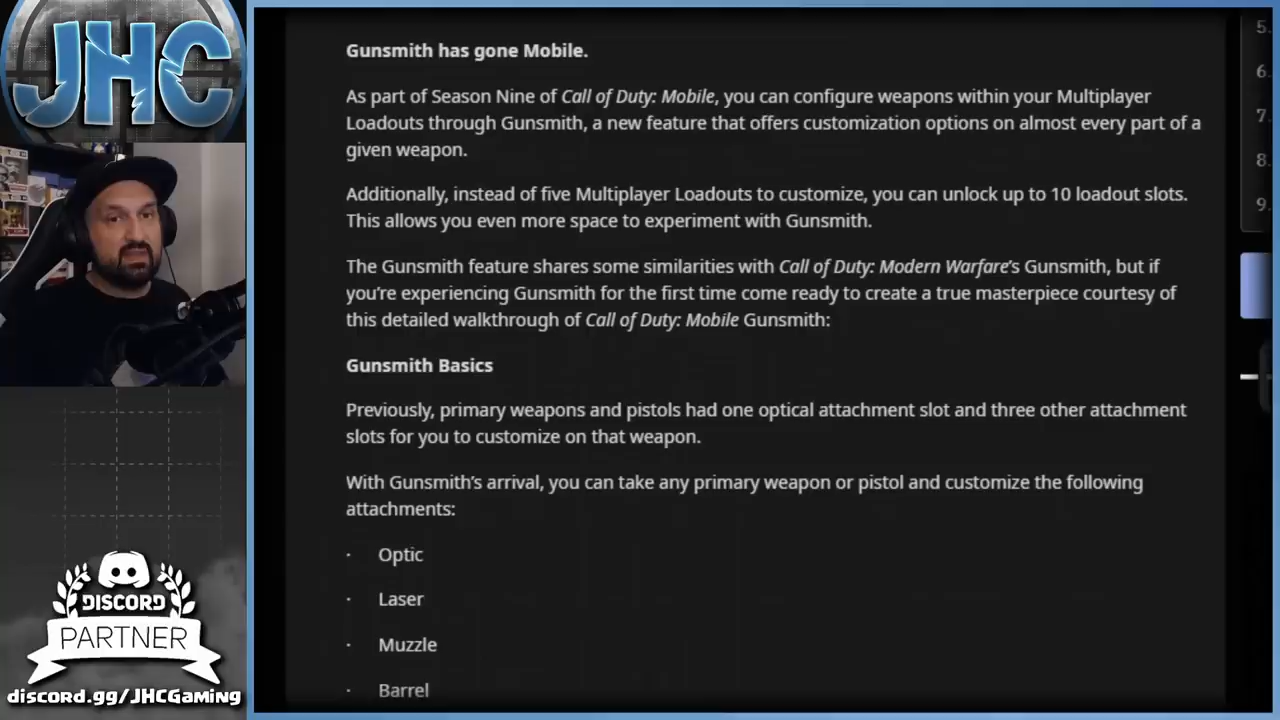 JHC
Gunsmith has gone Mobile.
As part of Season Nine of Call of Duty: Mobile, you can configure weapons within your Multiplayer
Loadouts through Gunsmith, a new feature that offers customization options on almost every part of a
given weapon.
Additionally, instead of five Multiplayer Loadouts to customize, you can unlock up to 10 loadout slots.
This allows you even more space to experiment with Gunsmith.
The Gunsmith feature shares some similarities with Call of Duty: Modern Warfare's Gunsmith, but if
you're experiencing Gunsmith for the first time come ready to create a true masterpiece courtesy of
this detailed walkthrough of Call of Duty: Mobile Gunsmith:
Gunsmith Basics
Previously, primary weapons and pistols had one optical attachment slot and three other attachment
slots for you to customize on that weapon.
With Gunsmith's arrival, you can take any primary weapon or pistol and customize the following
attachments:
· Optic
· Laser
· Muzzle
· Barrel
5.
6.
7.
8.
9.
DISCORD
PARTNER
discord.gg/JHCGaming